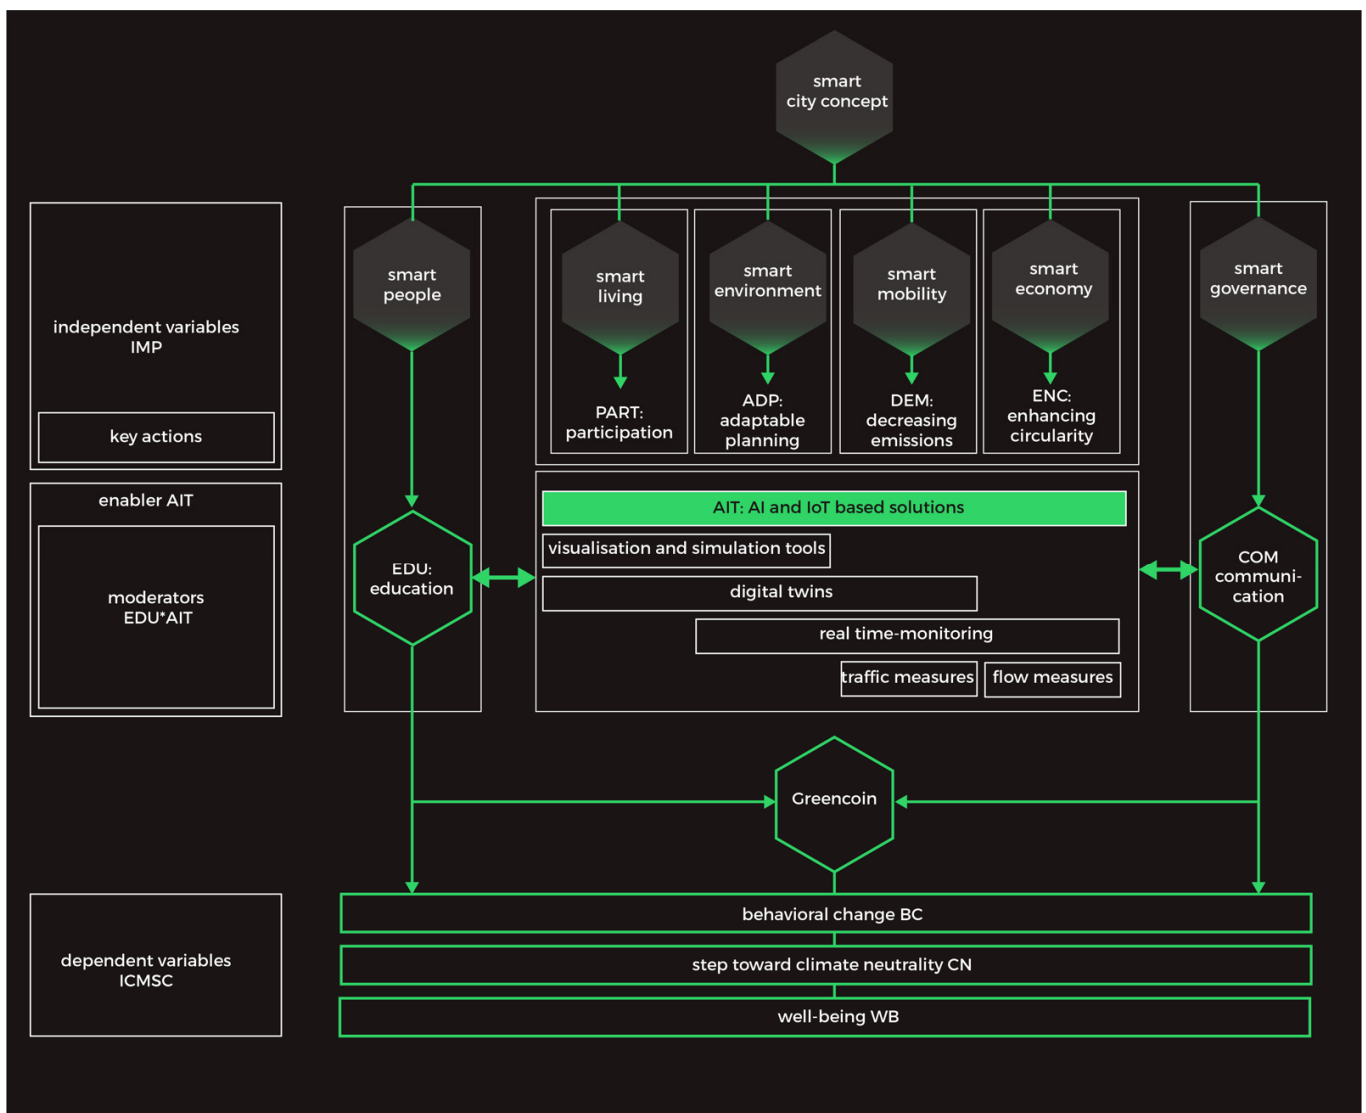 smart
city concept
smart
people
smart
living
smart
environment
smart
mobility
smart
economy
smart
governance
independent variables
IMP
key actions
PART:
participation
ADP:
adaptable
planning
DEM:
decreasing
emissions
ENC:
enhancing
circularity
enabler AIT
moderators
EDU*AIT
EDU:
education
AIT: AI and IoT based solutions
visualisation and simulation tools
digital twins
real time-monitoring
traffic measures
flow measures
COM
communi-
cation
Greencoin
dependent variables
ICMSC
behavioral change BC
step toward climate neutrality CN
well-being WB